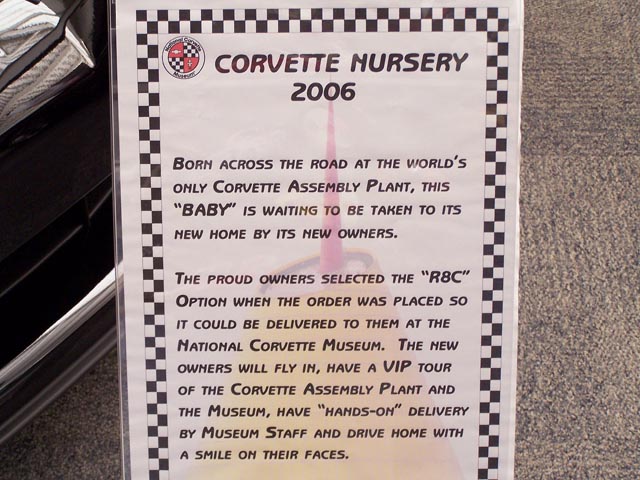 National Corvette
Museum
CORVETTE NURSERY
2006
BORN ACROSS THE ROAD AT THE WORLD'S
ONLY CORVETTE ASSEMBLY PLANT, THIS
"BABY" IS WAITING TO BE TAKEN TO ITS
NEW HOME BY ITS NEW OWNERS.
THE PROUD OWNERS SELECTED THE "R8C"
OPTION WHEN THE ORDER WAS PLACED SO
IT COULD BE DELIVERED TO THEM AT THE
NATIONAL CORVETTE MUSEUM. THE NEW
OWNERS WILL FLY IN, HAVE A VIP TOUR
OF THE CORVETTE ASSEMBLY PLANT AND
THE MUSEUM, HAVE "HANDS-ON" DELIVERY
BY MUSEUM STAFF AND DRIVE HOME WITH
A SMILE ON THEIR FACES.